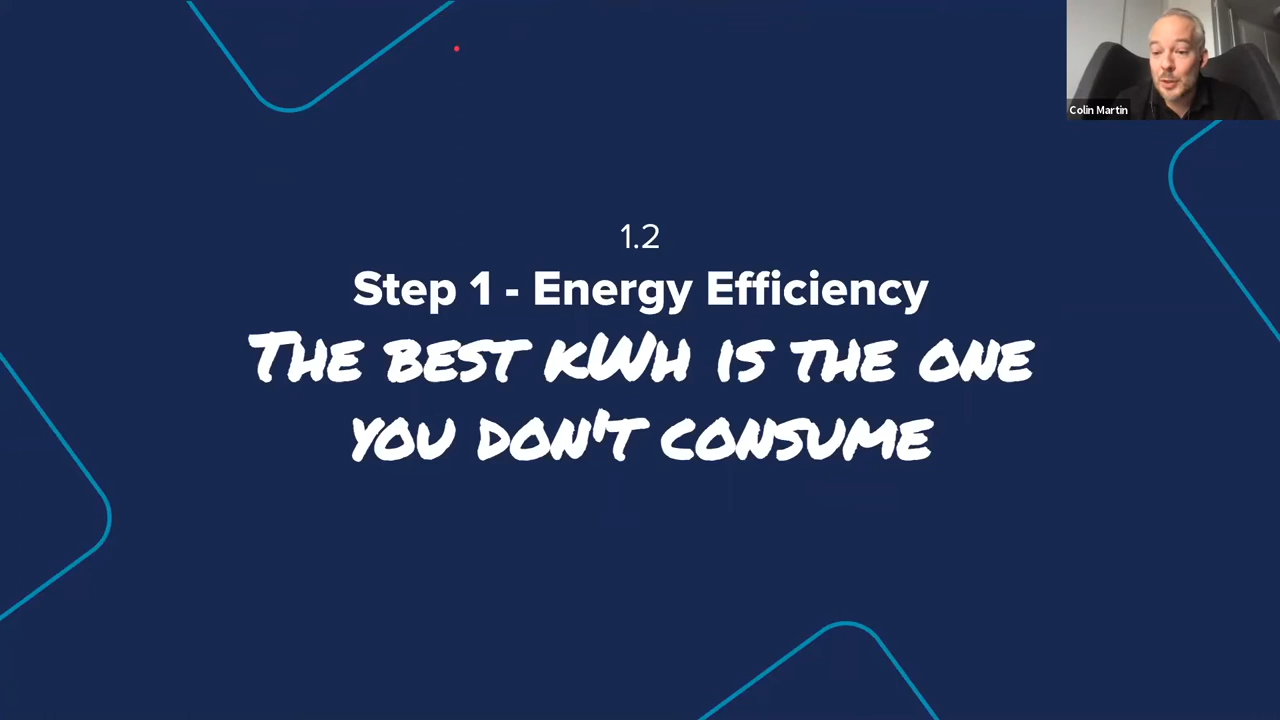 Colin Martin
1.2
Step 1 - Energy Efficiency
The best kWh is the one
you don't consume